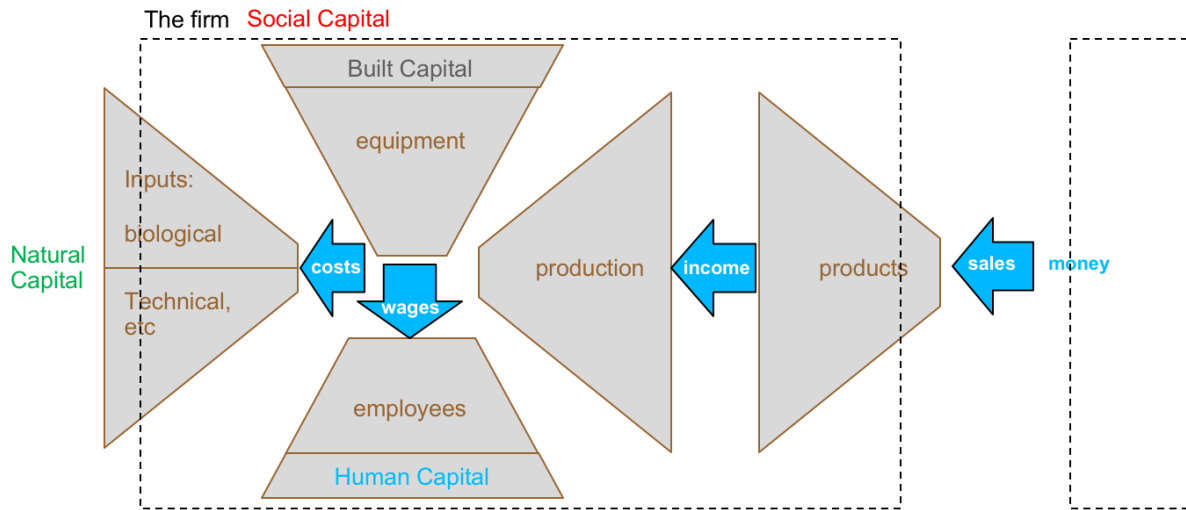 The firm Social Capital
Built Capital
equipment
Inputs:
biological
Natural
Capital
Technical,
etc
costs
wages
production
income
products
sales
money
employees
Human Capital